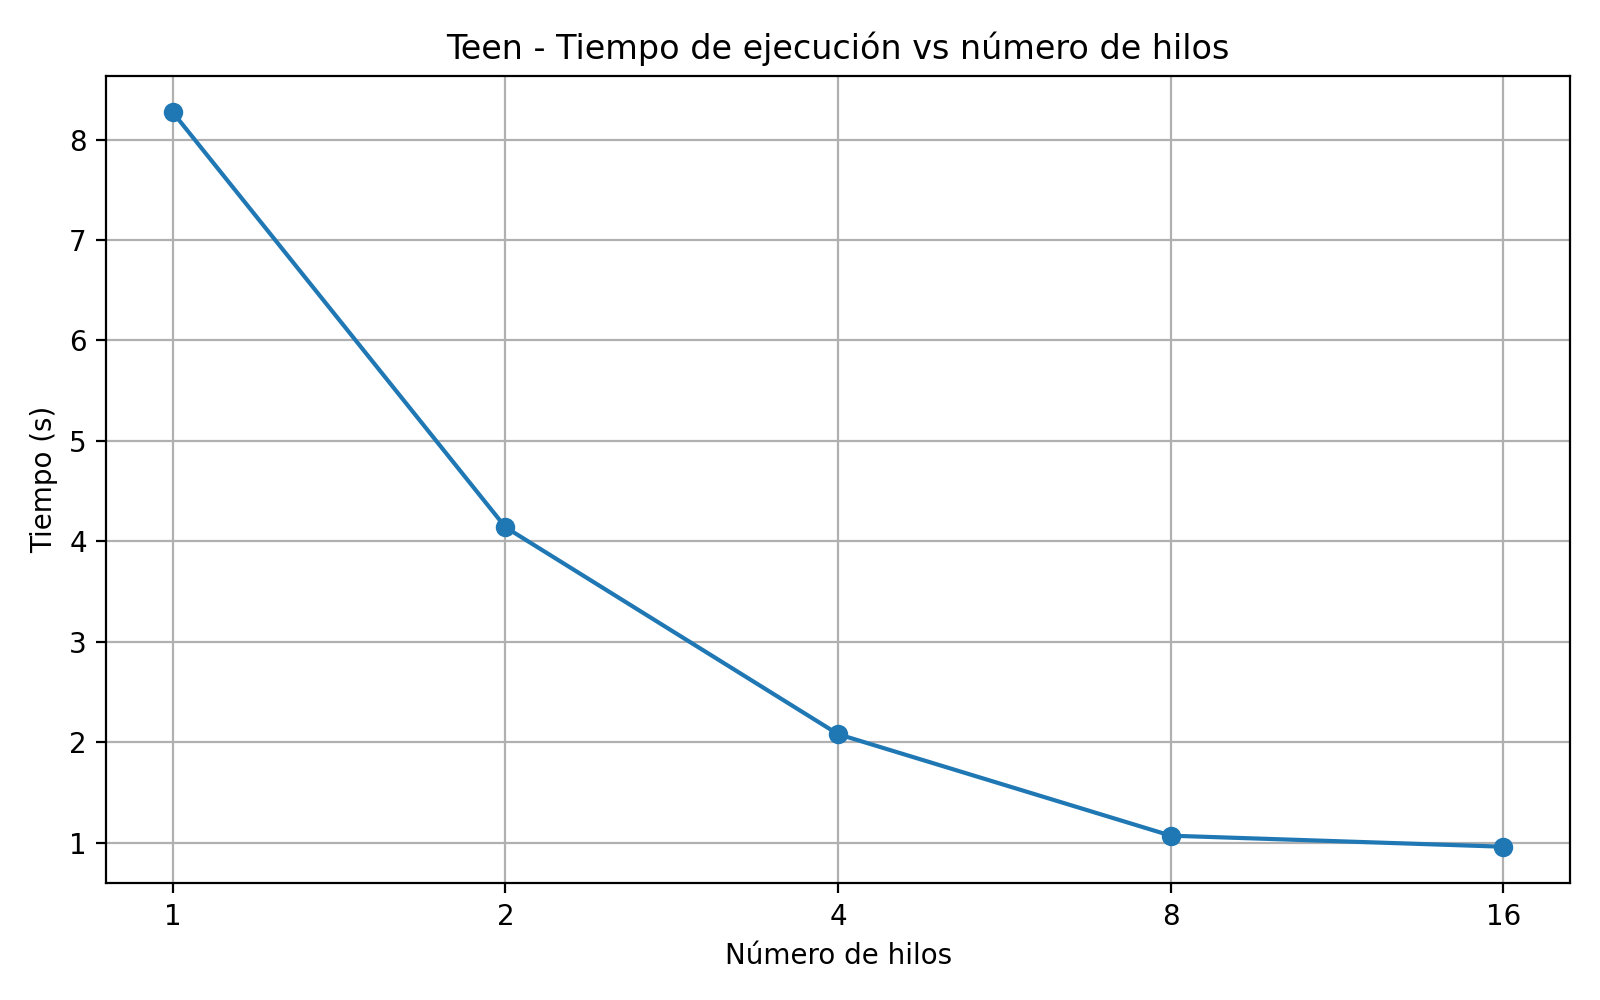 Teen - Tiempo de ejecución vs número de hilos
Tiempo (s)
8
7
6
5
4
3
2
1
1 2 4 8 16
Número de hilos